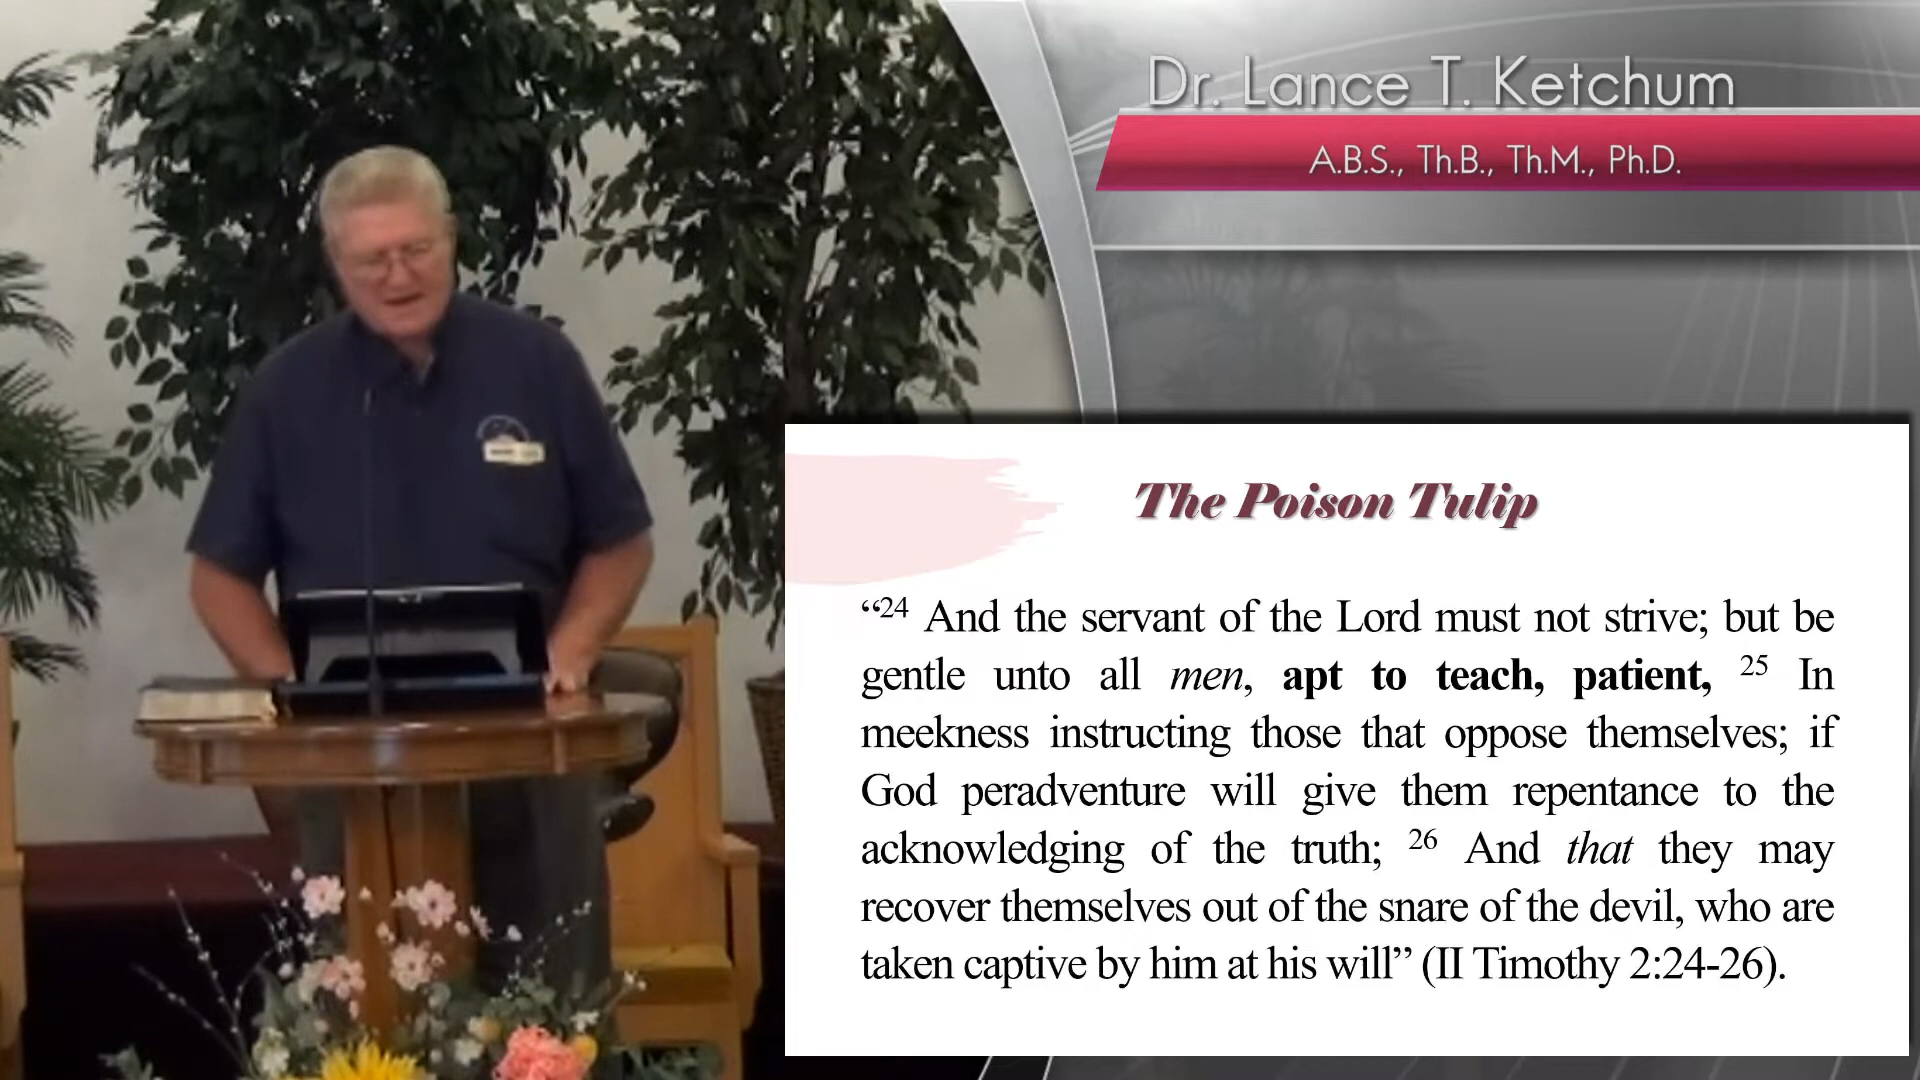 Dr. Lance T. Ketchum
A.B.S., Th.B., Th.M., Ph.D.
The Poison Tulip
“24 And the servant of the Lord must not strive; but be
gentle unto all men, apt to teach, patient, 25 In
meekness instructing those that oppose themselves; if
God peradventure will give them repentance to the
acknowledging of the truth; 26 And that they may
recover themselves out of the snare of the devil, who are
taken captive by him at his will” (II Timothy 2:24-26).